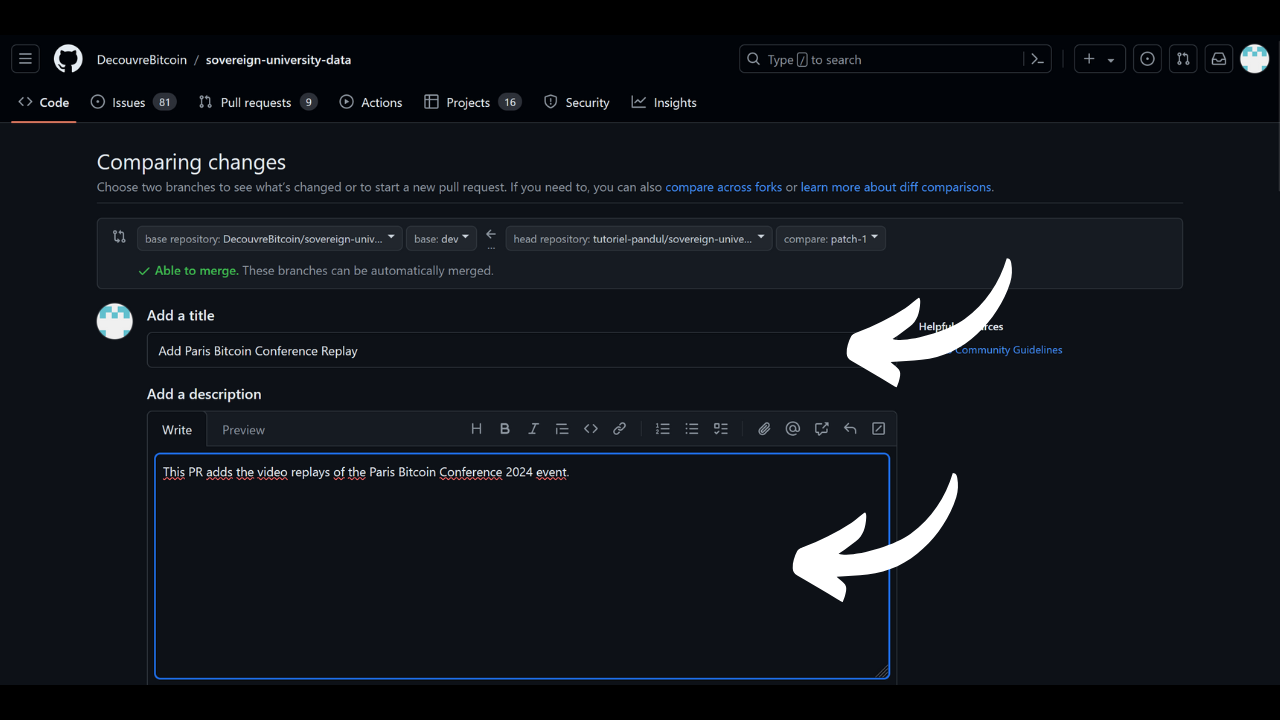 DecouvreBitcoin / sovereign-university-data
Type / to search
Code Issues 81 Pull requests 9 Actions Projects 16 Security Insights
Comparing changes
Choose two branches to see what's changed or to start a new pull request. If you need to, you can also compare across forks or learn more about diff comparisons.
base repository: DecouvreBitcoin/sovereign-univ... base: dev ... head repository: tutoriel-pandul/sovereign-unive... compare: patch-1
Able to merge. These branches can be automatically merged.
Add a title
Add Paris Bitcoin Conference Replay
Community Guidelines
Add a description
Write Preview
This PR adds the video replays of the Paris Bitcoin Conference 2024 event.